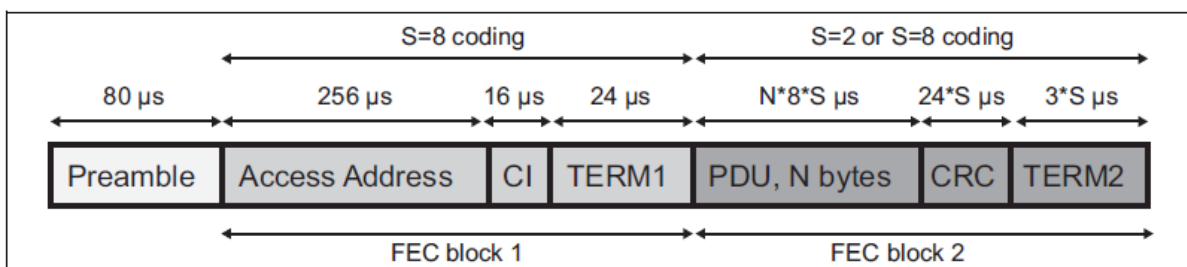 S=8 coding S=2 or S=8 coding
80 μs 256 μs 16 μs 24 μs N*8*S μs 24*S μs 3*S μs
Preamble Access Address CI TERM1 PDU, N bytes CRC TERM2
FEC block 1 FEC block 2